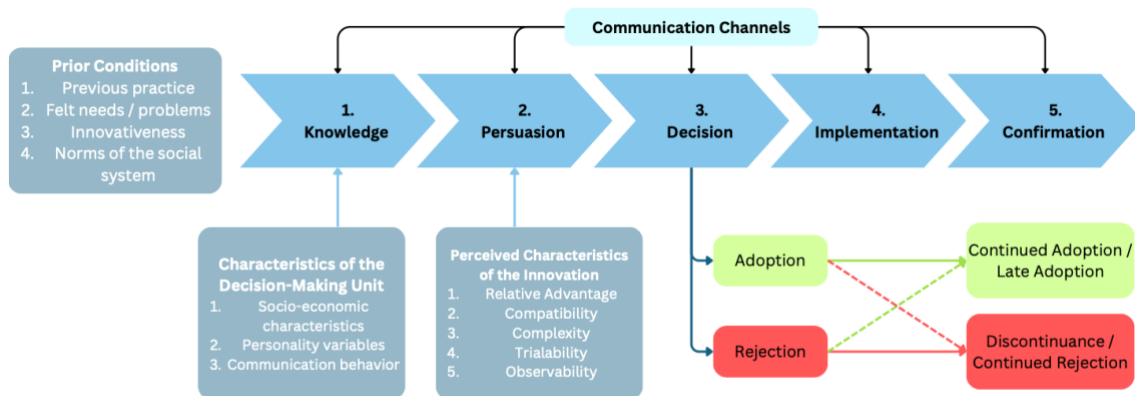 Communication Channels
Prior Conditions
1. Previous practice
2. Felt needs / problems
3. Innovativeness
4. Norms of the social
system
1.
Knowledge
2.
Persuasion
3.
Decision
4.
Implementation
5.
Confirmation
Characteristics of the
Decision-Making Unit
1. Socio-economic
characteristics
2. Personality variables
3. Communication behavior
Perceived Characteristics
of the Innovation
1. Relative Advantage
2. Compatibility
3. Complexity
4. Trialability
5. Observability
Adoption
Rejection
Continued Adoption /
Late Adoption
Discontinuance /
Continued Rejection